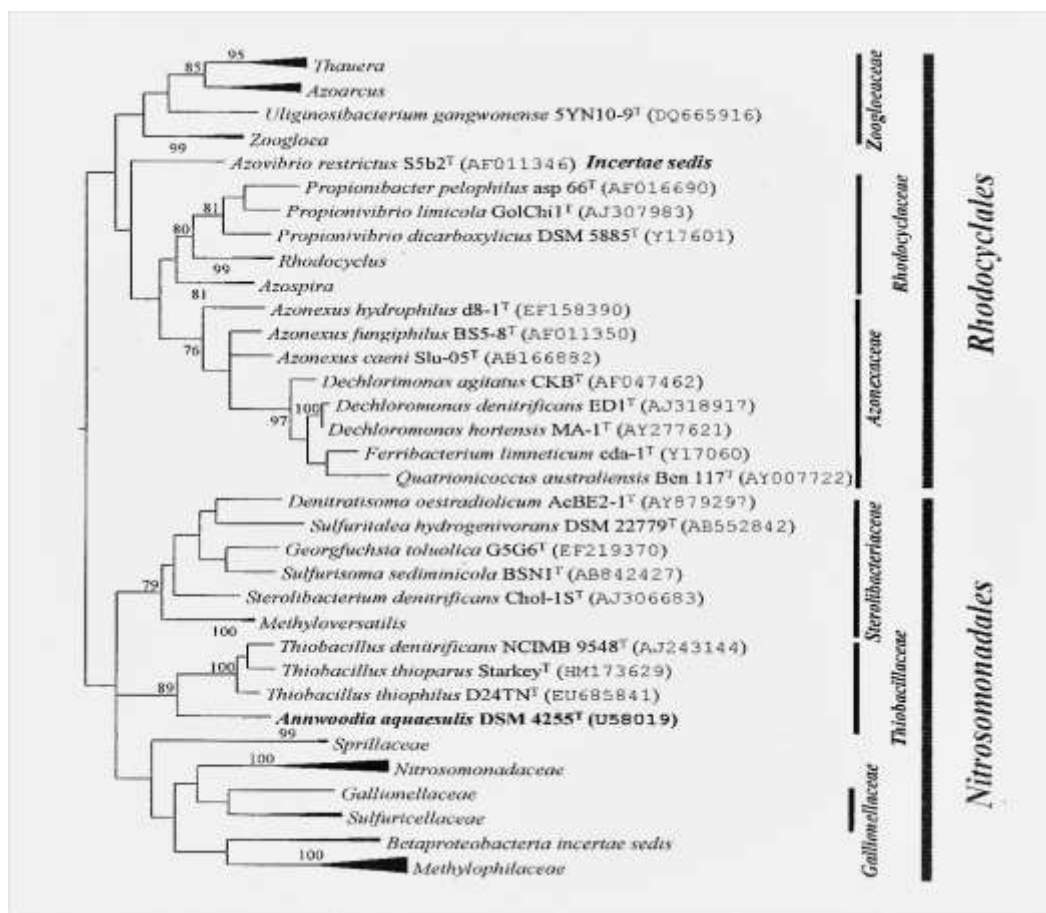 95
Thauera
85
Azoarcus
Uliginosibacterium gangwonense 5YN10-9ᵀ (DQ665916)
Zoogloea
99
Azovibrio restrictus S5b2ᵀ (AF011346) Incertae sedis
Propionibacter pelophilus asp 66ᵀ (AF016690)
81
Propionivibrio limicola GolChi1ᵀ (AJ307983)
80
Propionivibrio dicarboxylicus DSM 5885ᵀ (Y17601)
Rhodocyclus
99
Azospira
81
Azonexus hydrophilus d8-1ᵀ (EF158390)
Azonexus fungiphilus BS5-8ᵀ (AF011350)
76
Azonexus caeni Slu-05ᵀ (AB166882)
Dechlorimonas agitatus CKBᵀ (AF047462)
100
Dechloromonas denitrificans ED1ᵀ (AJ318917)
97
Dechloromonas hortensis MA-1ᵀ (AY277621)
Ferribacterium limneticum cda-1ᵀ (Y17060)
Quatrionicoccus australiensis Ben 117ᵀ (AY007722)
Denitratisoma oestradiolicum AcBE2-1ᵀ (AY879297)
Sulfuritalea hydrogenivorans DSM 22779ᵀ (AB552842)
Georgfuchsia toluolica G5G6ᵀ (EF219370)
79
Sulfurisoma sediminicola BSN1ᵀ (AB842427)
Sterolibacterium denitrificans Chol-1Sᵀ (AJ306683)
Methyloversatilis
100
Thiobacillus denitrificans NCIMB 9548ᵀ (AJ243144)
100
Thiobacillus thioparus Starkeyᵀ (HM173629)
89
Thiobacillus thiophilus D24TNᵀ (EU685841)
Annwoodia aquaesulis DSM 4255ᵀ (U58019)
99
Sprillaceae
100
Nitrosomonadaceae
Gallionellaceae
Sulfuricellaceae
Betaproteobacteria incertae sedis
100
Methylophilaceae
Zoogloeaceae
Rhodocyclaceae
Azonexaceae
Sterolibacteriaceae
Thiobacillaceae
Gallionellaceae
Rhodocyclales
Nitrosomonadales